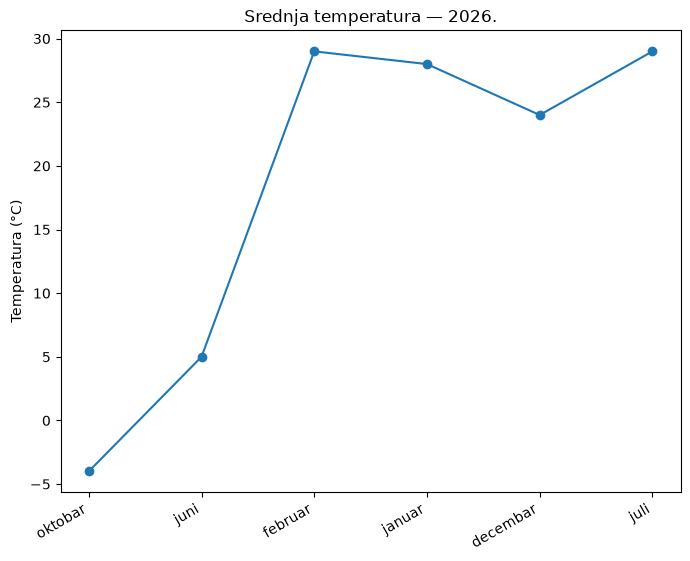 Srednja temperatura — 2026.
Temperatura (°C)
30
25
20
15
10
5
0
−5
oktobar
juni
februar
januar
decembar
juli